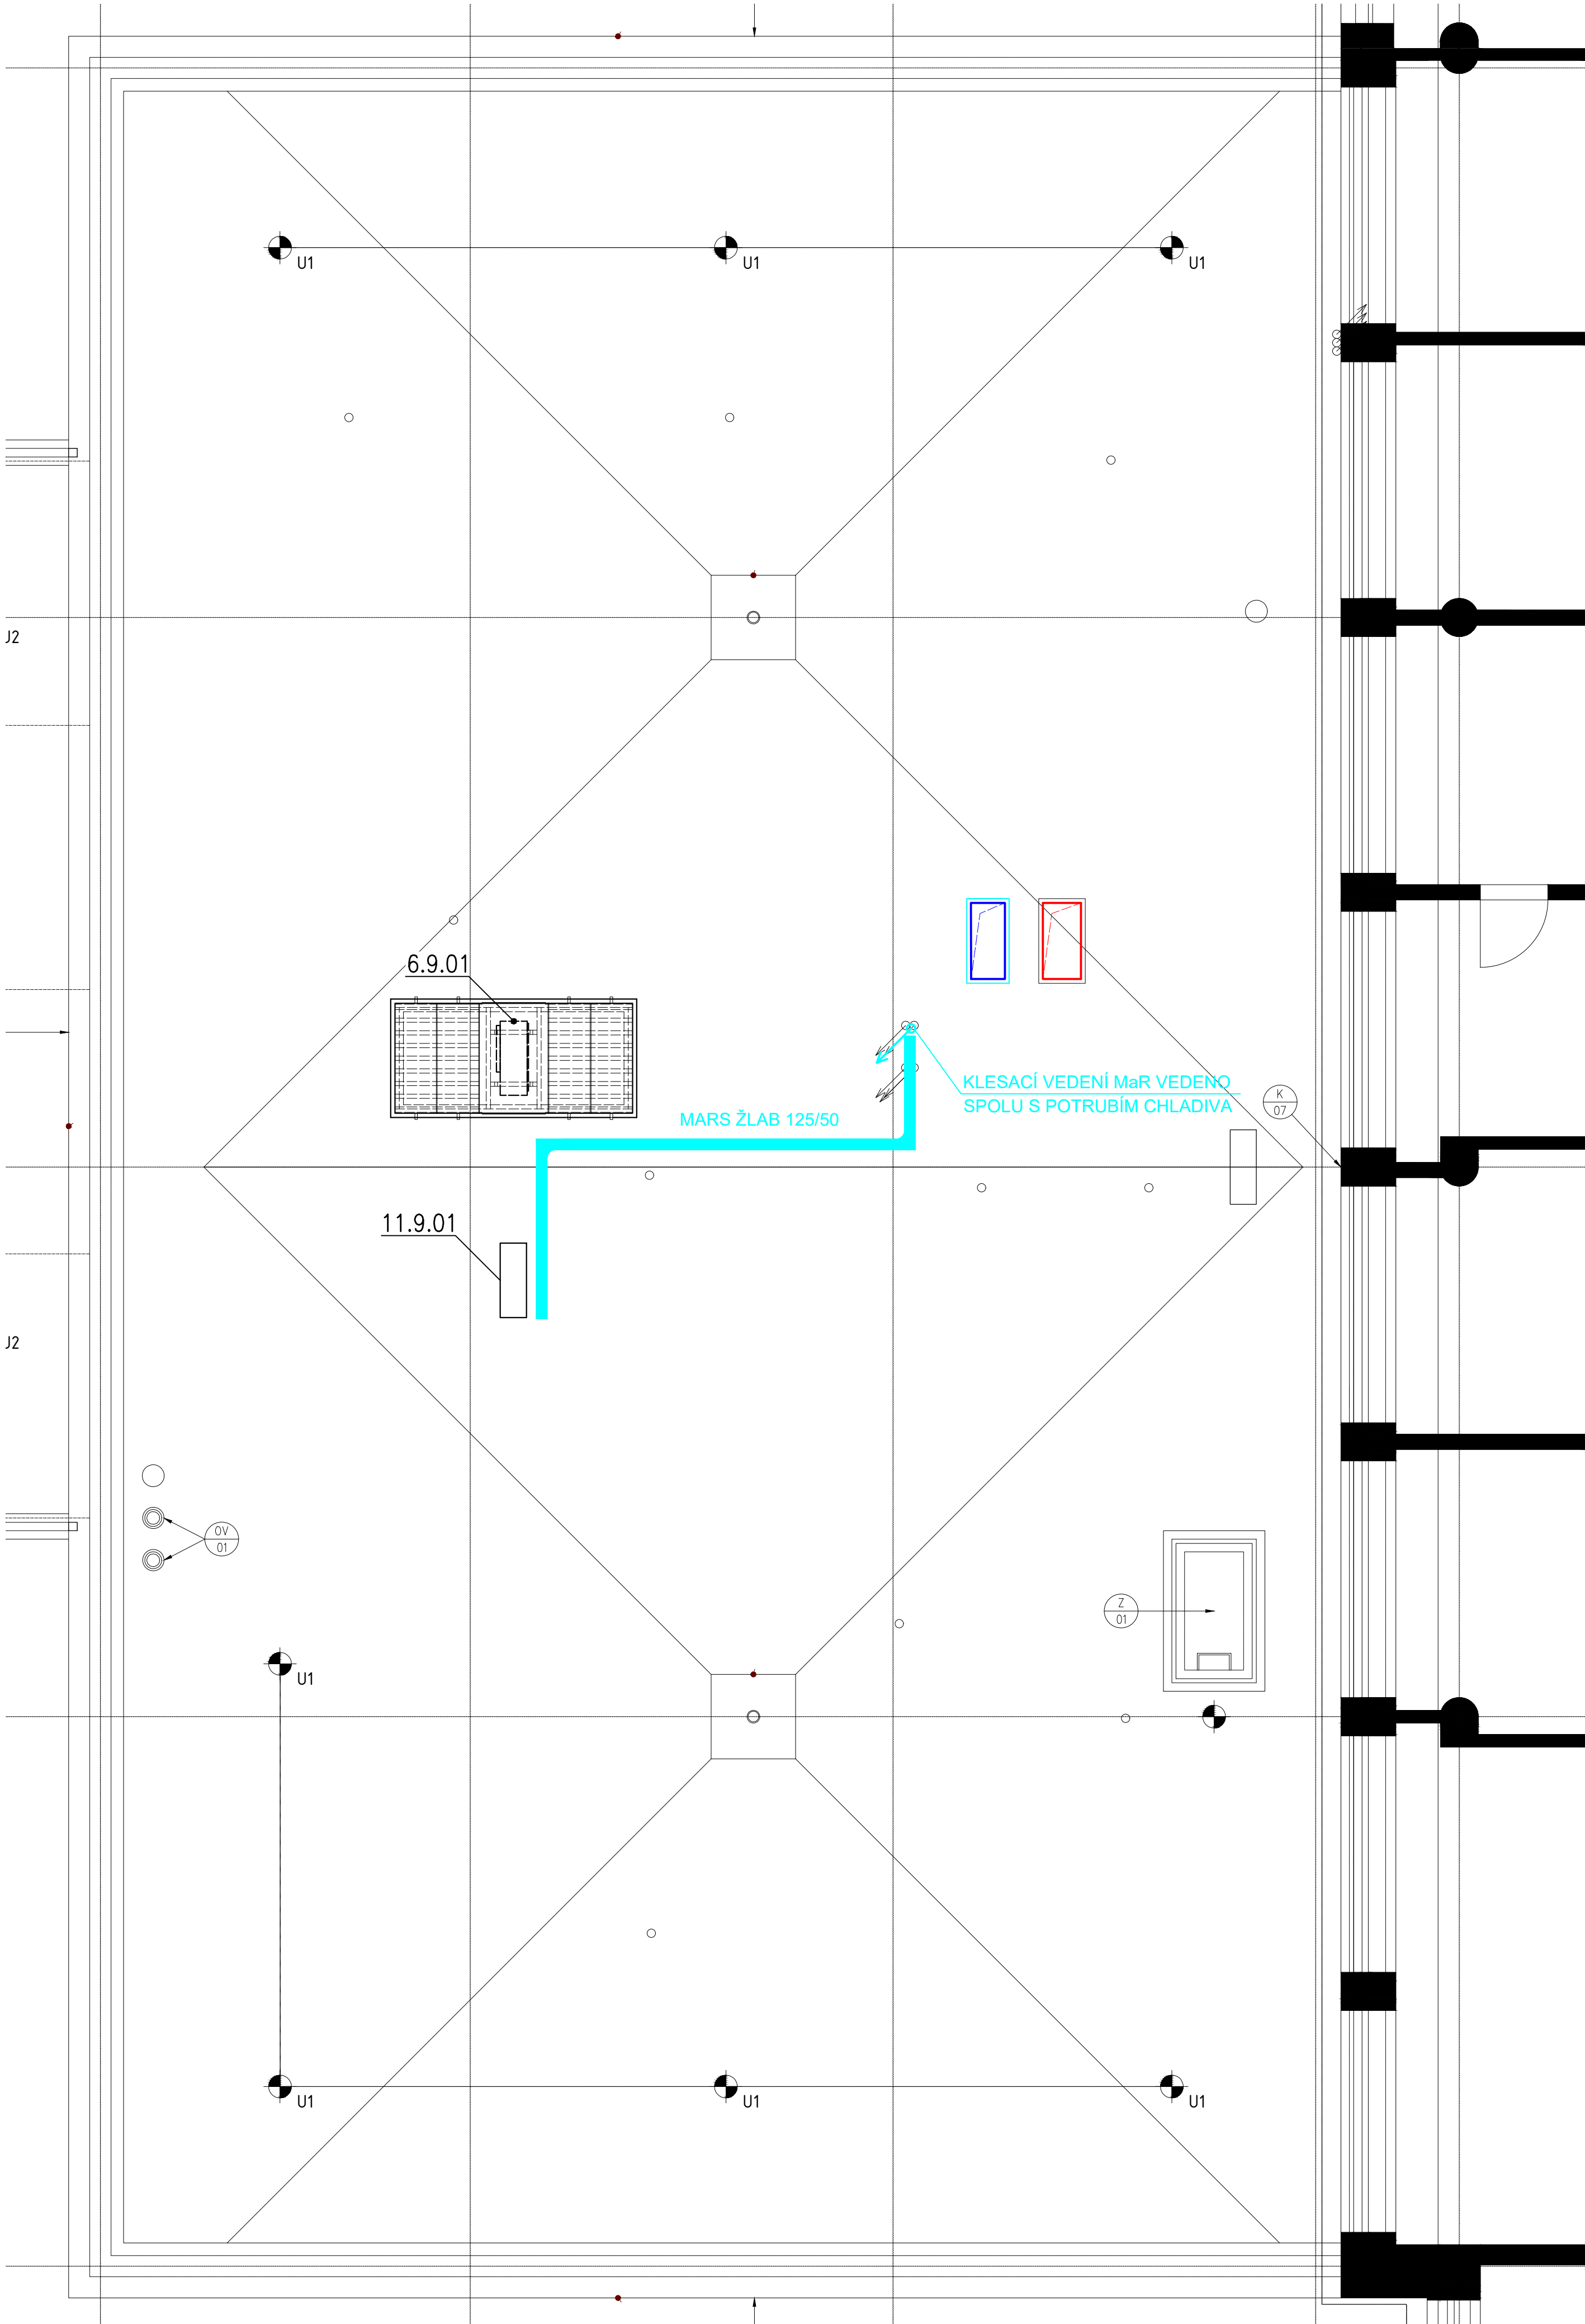 U1
U1
U1
J2
6.9.01
KLESACÍ VEDENÍ MaR VEDENO
SPOLU S POTRUBÍM CHLADIVA
K
07
MARS ŽLAB 125/50
11.9.01
J2
OV
01
Z
01
U1
U1
U1
U1